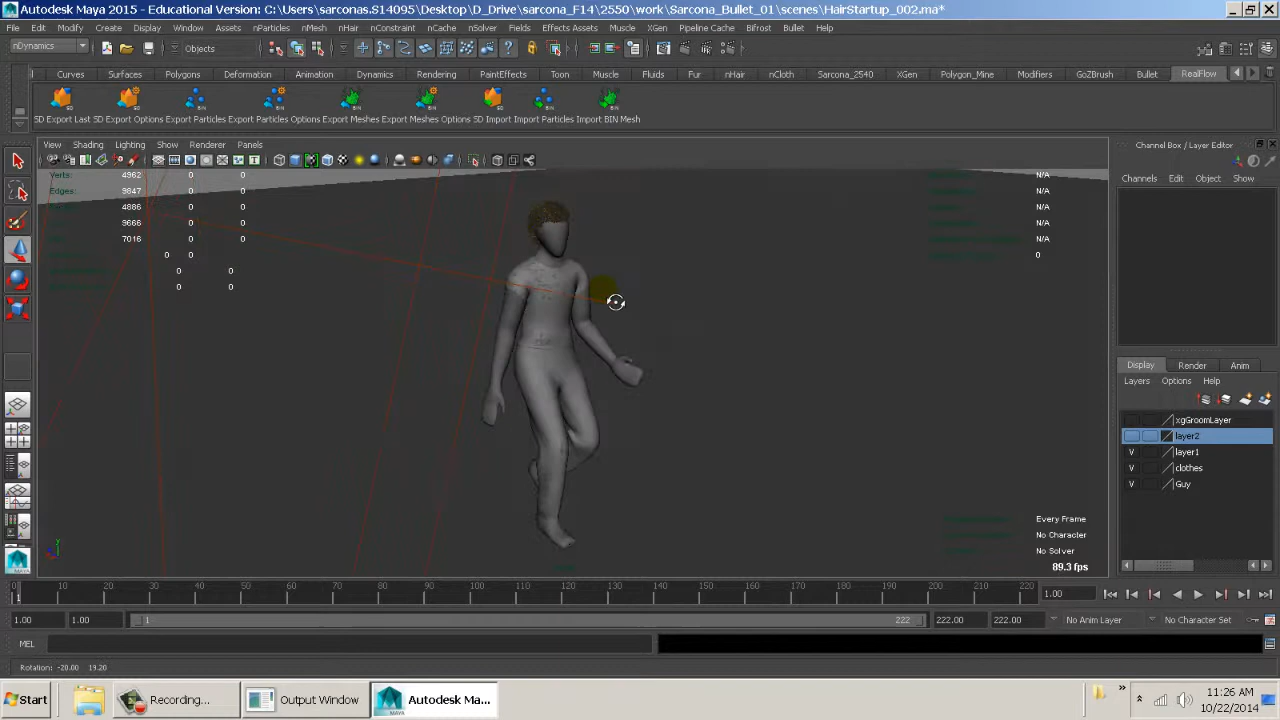 Autodesk Maya 2015 - Educational Version: C:\Users\sarconas.S14095\Desktop\D_Drive\sarcona_F14\2550\work\Sarcona_Bullet_01\scenes\HairStartup_002.ma*
File Edit Modify Create Display Window Assets nParticles nMesh nHair nConstraint nCache nSolver Fields Effects Assets Muscle XGen Pipeline Cache Bifrost Bullet Help
nDynamics Objects
Curves Surfaces Polygons Deformation Animation Dynamics Rendering PaintEffects Toon Muscle Fluids Fur nHair nCloth Sarcona_2540 XGen Polygon_Mine Modifiers GoZBrush Bullet RealFlow
SD Export Last SD Export Options Export Particles Export Particles Options Export Meshes Export Meshes Options SD Import Import Particles Import BIN Mesh
View Shading Lighting Show Renderer Panels
Channel Box / Layer Editor
Channels Edit Object Show
Verts: 4962 0 0 N/A
Edges: 9847 0 0 N/A
4886 0 0 N/A
9666 0 0 N/A
7016 0 0 N/A
0 0 0
0 0
0 0
Display Render Anim
Layers Options Help
xgGroomLayer
layer2
V layer1
V clothes
V Guy
Every Frame
No Character
No Solver
89.3 fps
1 10 20 30 40 50 60 70 80 90 100 110 120 130 140 150 160 170 180 190 200 210 220 1.00
1.00 1.00 1 222 222.00 222.00 No Anim Layer No Character Set
MEL
Rotation: -20.00 19.20
Start Recording... Output Window Autodesk Ma... 11:26 AM
10/22/2014